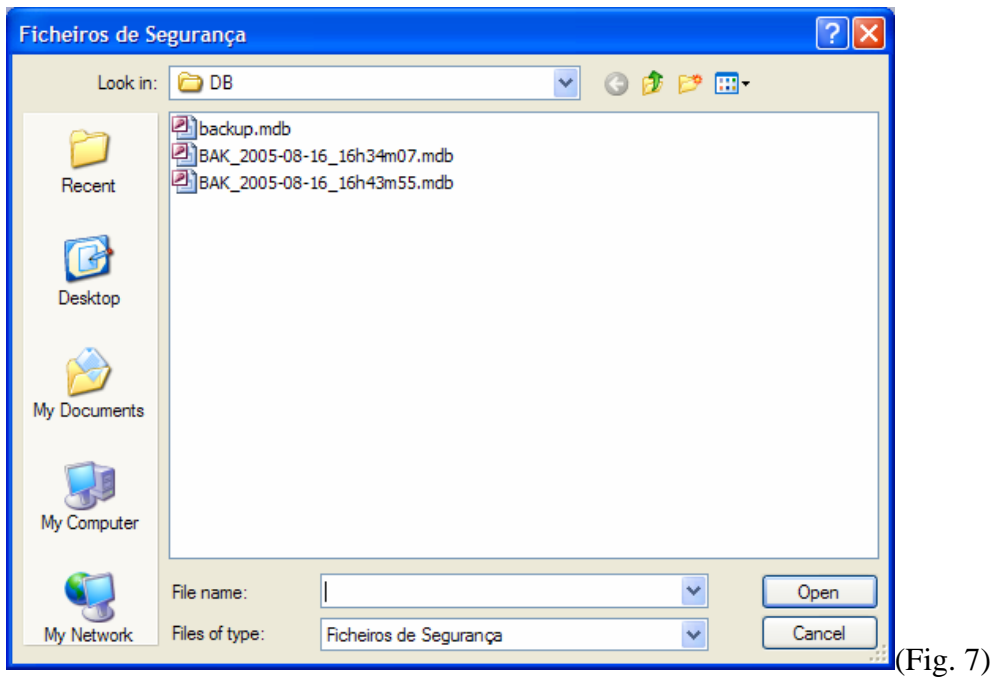 Ficheiros de Segurança
Look in: DB
backup.mdb
BAK_2005-08-16_16h34m07.mdb
BAK_2005-08-16_16h43m55.mdb
Recent
Desktop
My Documents
My Computer
My Network
File name: Open
Files of type: Ficheiros de Segurança Cancel
(Fig. 7)